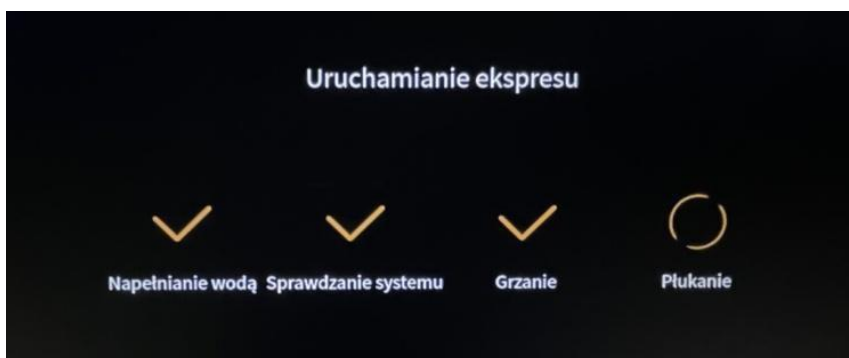 Uruchamianie ekspresu
Napełnianie wodą Sprawdzanie systemu Grzanie Płukanie